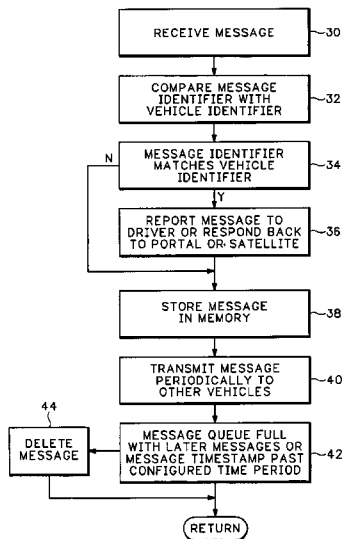 RECEIVE MESSAGE
30
COMPARE MESSAGE
IDENTIFIER WITH
VEHICLE IDENTIFIER
32
N
MESSAGE IDENTIFIER
MATCHES VEHICLE
IDENTIFIER
34
Y
REPORT MESSAGE TO
DRIVER OR RESPOND BACK
TO PORTAL OR SATELLITE
36
STORE MESSAGE
IN MEMORY
38
TRANSMIT MESSAGE
PERIODICALLY TO
OTHER VEHICLES
40
44
DELETE
MESSAGE
MESSAGE QUEUE FULL
WITH LATER MESSAGES OR
MESSAGE TIMESTAMP PAST
CONFIGURED TIME PERIOD
42
RETURN